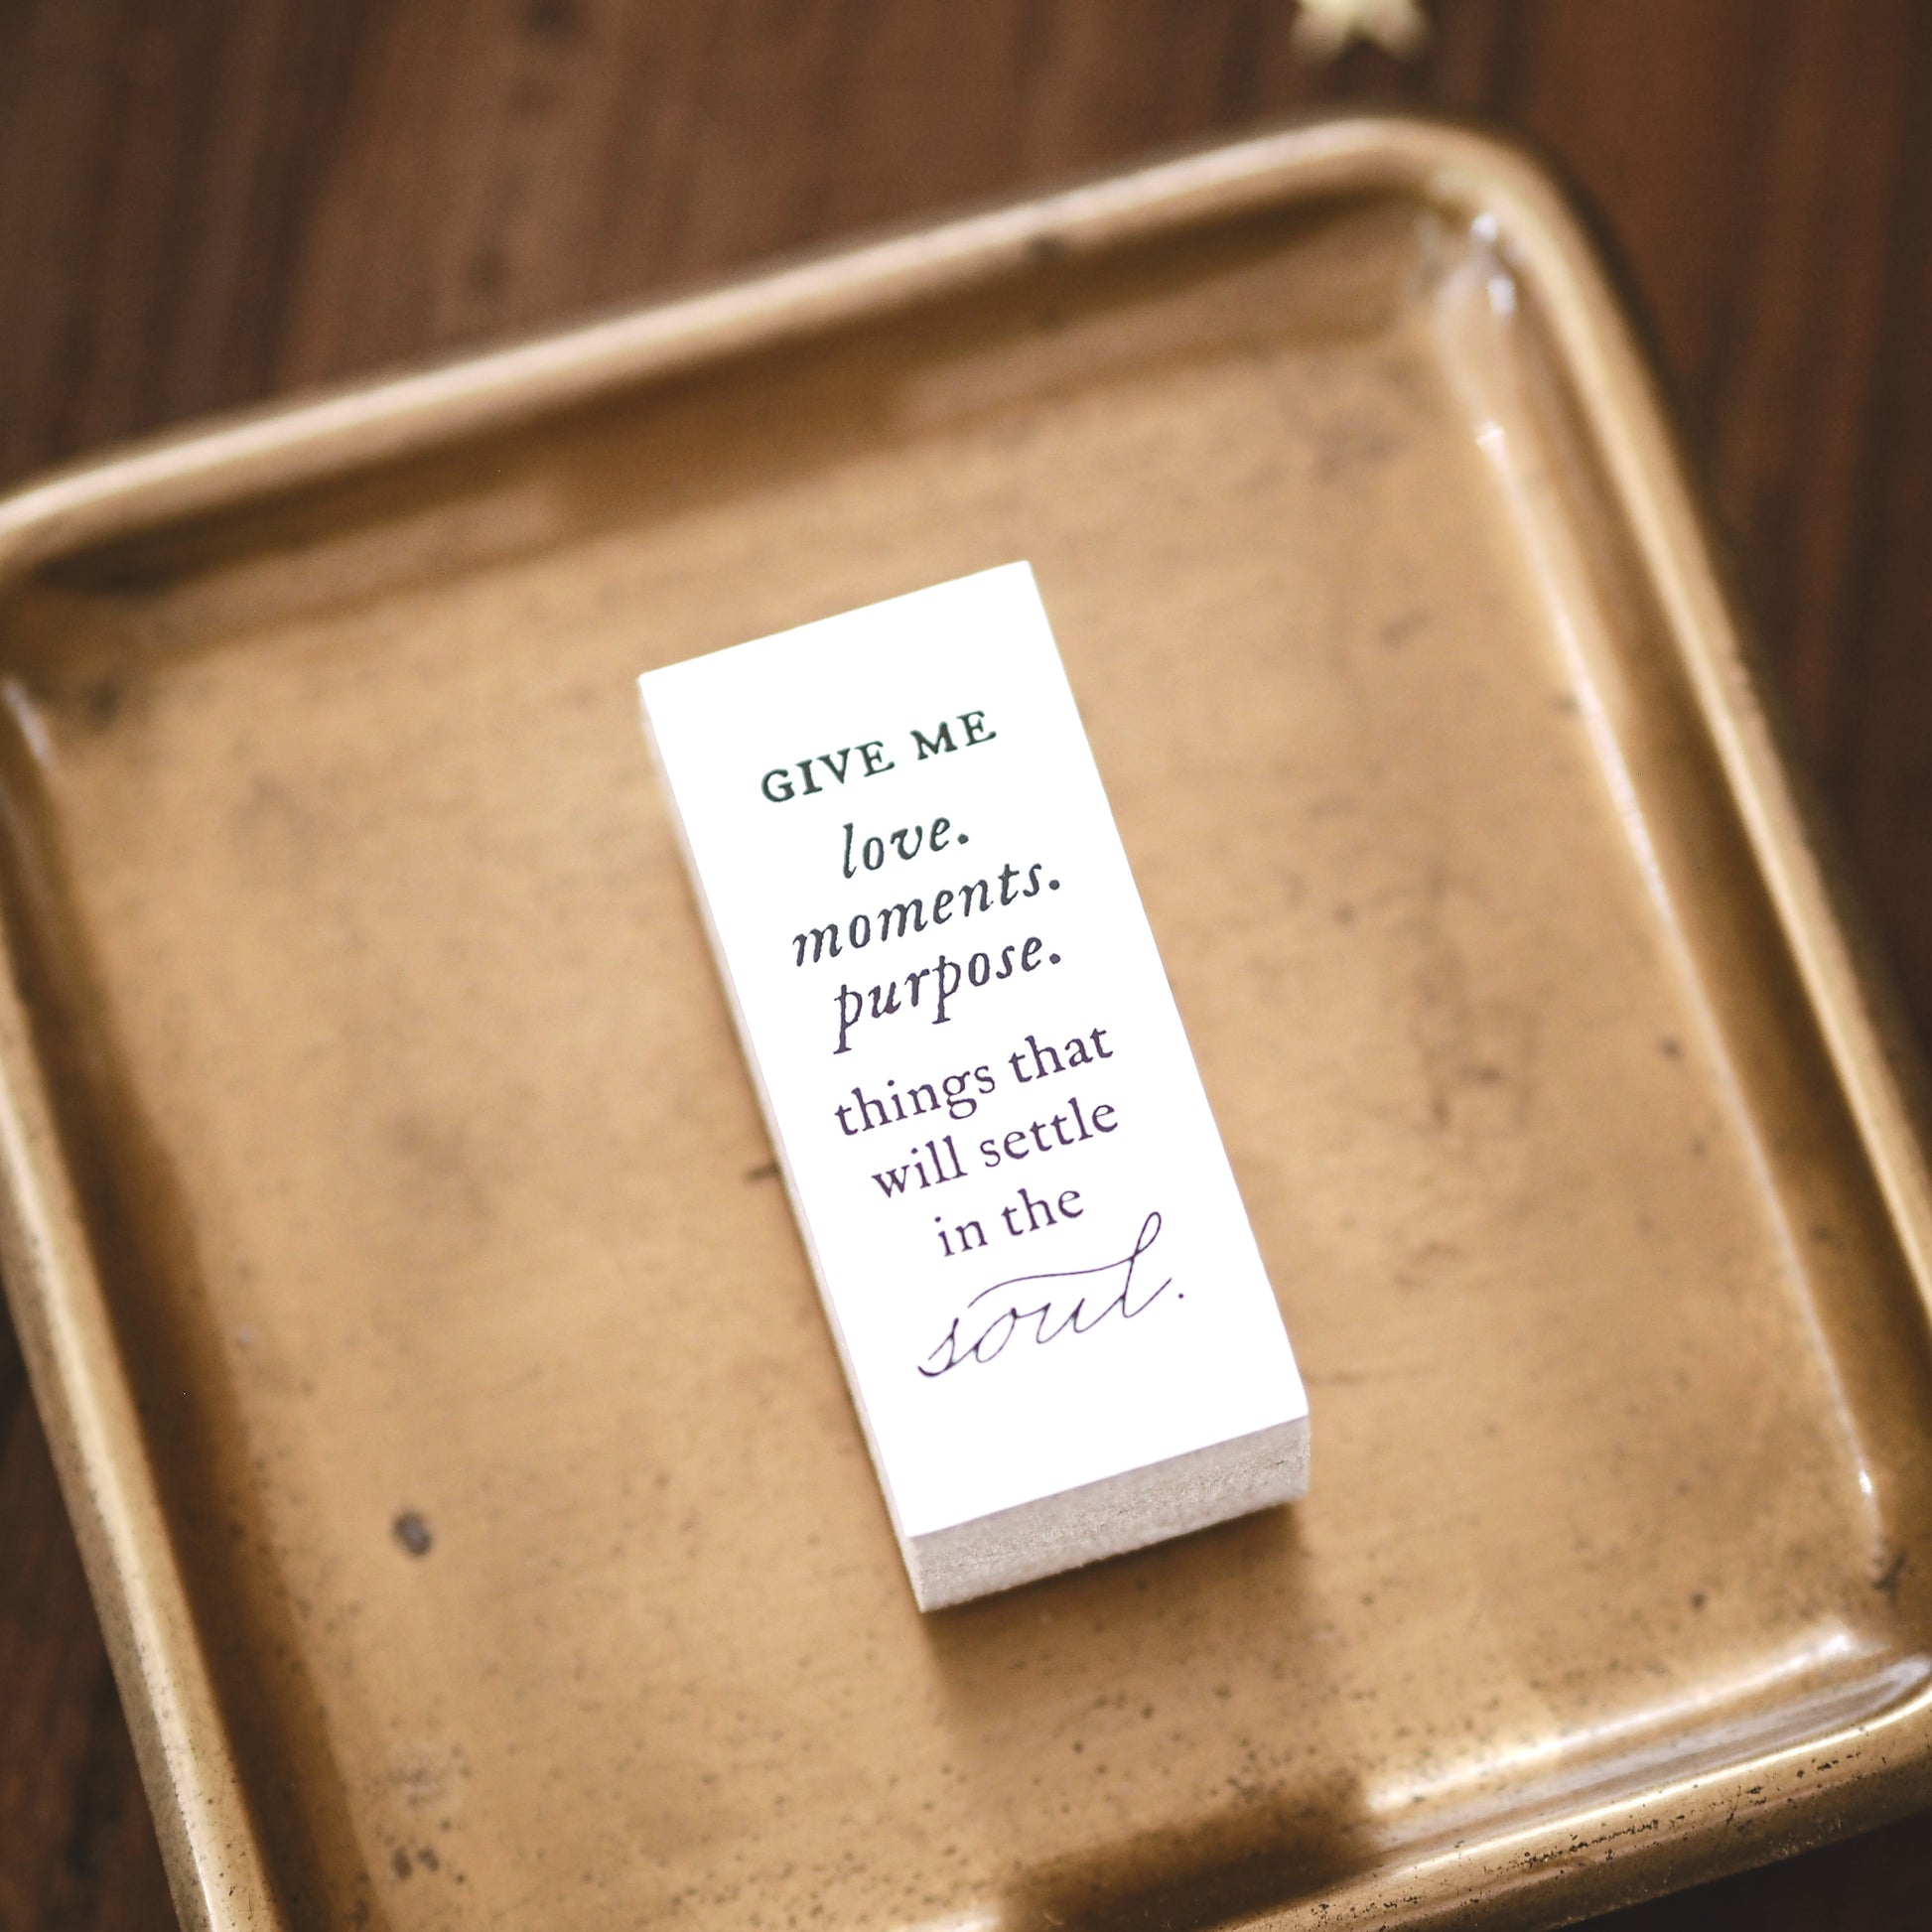 GIVE ME
love.
moments.
purpose.
things that
will settle
in the
soul.